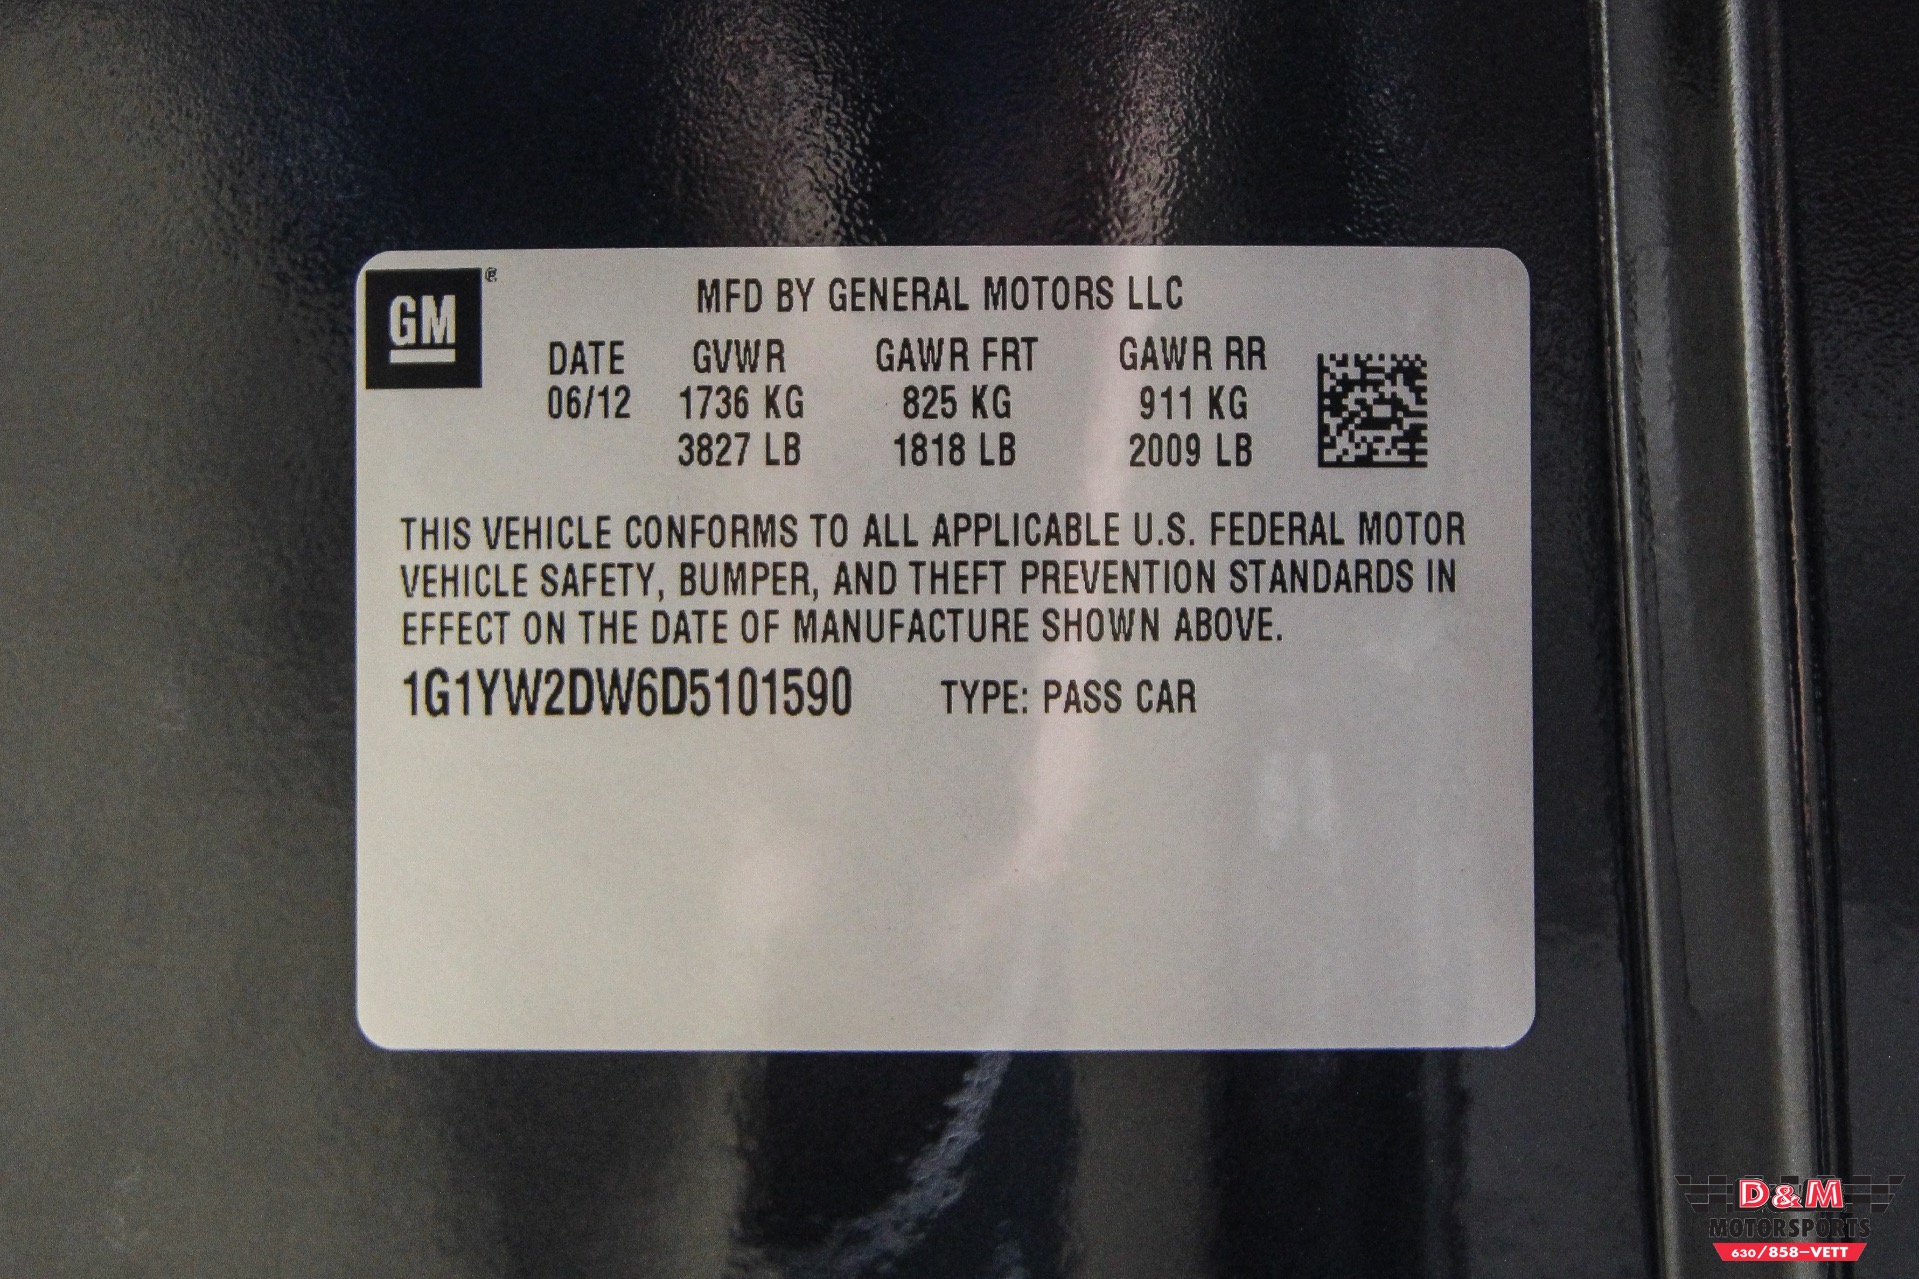 GM ®
MFD BY GENERAL MOTORS LLC
DATE GVWR GAWR FRT GAWR RR
06/12 1736 KG 825 KG 911 KG
3827 LB 1818 LB 2009 LB
THIS VEHICLE CONFORMS TO ALL APPLICABLE U.S. FEDERAL MOTOR
VEHICLE SAFETY, BUMPER, AND THEFT PREVENTION STANDARDS IN
EFFECT ON THE DATE OF MANUFACTURE SHOWN ABOVE.
1G1YW2DW6D5101590 TYPE: PASS CAR
D&M
MOTORSPORTS
630/858-VETT